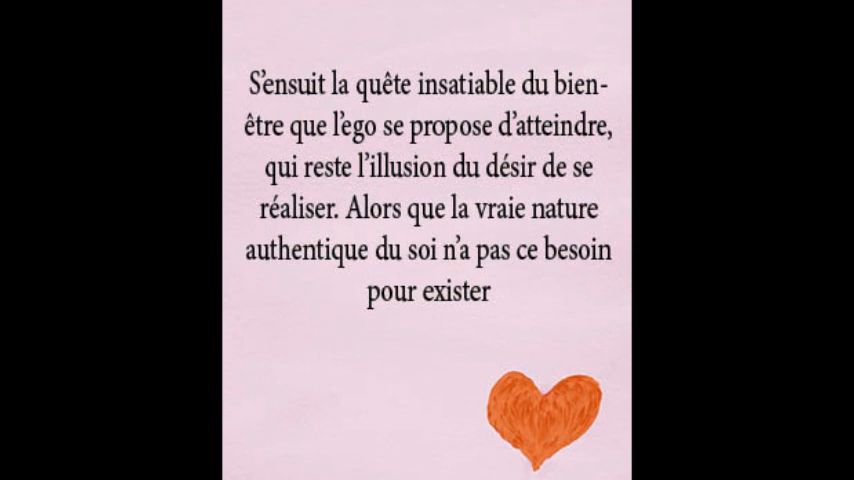 S’ensuit la quête insatiable du bien-
être que l’ego se propose d’atteindre,
qui reste l’illusion du désir de se
réaliser. Alors que la vraie nature
authentique du soi n’a pas ce besoin
pour exister